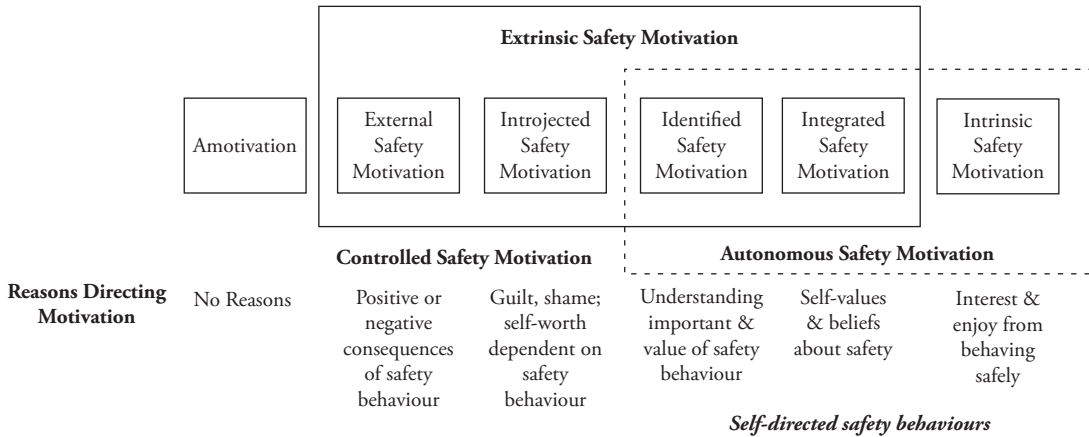 Extrinsic Safety Motivation
Amotivation
External
Safety
Motivation
Introjected
Safety
Motivation
Identified
Safety
Motivation
Integrated
Safety
Motivation
Intrinsic
Safety
Motivation
Controlled Safety Motivation
Autonomous Safety Motivation
Reasons Directing
Motivation
No Reasons
Positive or
negative
consequences
of safety
behaviour
Guilt, shame;
self-worth
dependent on
safety
behaviour
Understanding
important &
value of safety
behaviour
Self-values
& beliefs
about safety
Interest &
enjoy from
behaving
safely
Self-directed safety behaviours